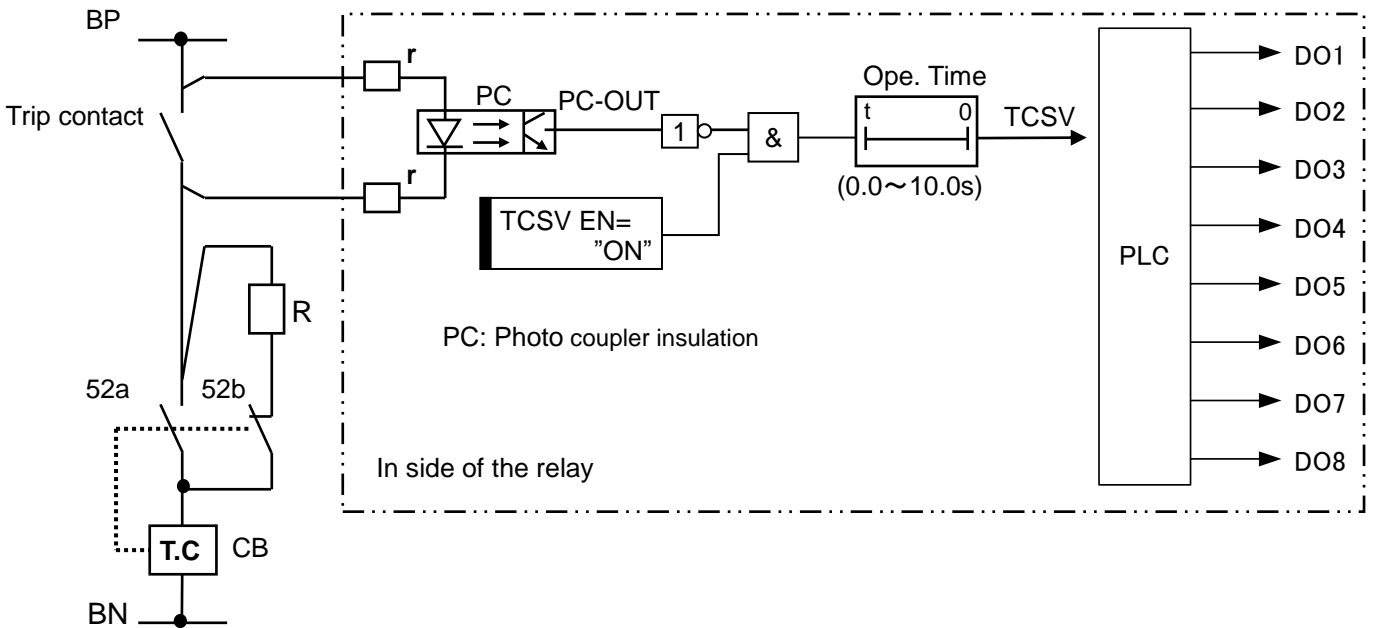 BP
r
Trip contact
PC
PC-OUT
1
&
Ope. Time
t 0
(0.0～10.0s)
TCSV
r
TCSV EN=
"ON"
PC: Photo coupler insulation
In side of the relay
PLC
DO1
DO2
DO3
DO4
DO5
DO6
DO7
DO8
R
52a
52b
T.C
CB
BN